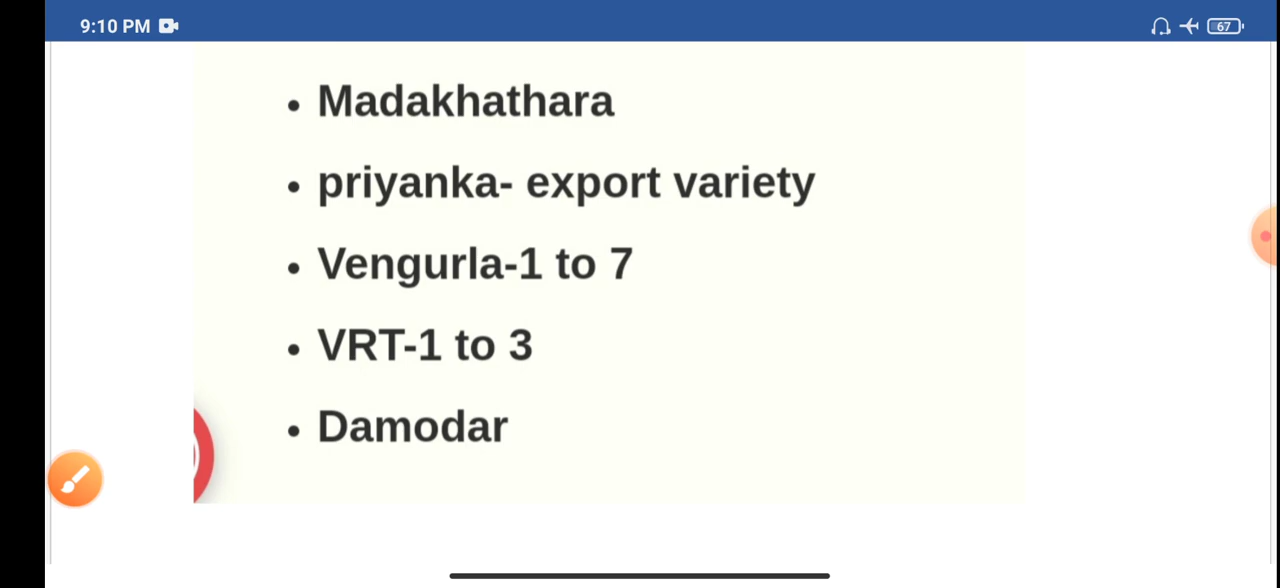 9:10 PM
67
Madakhathara
priyanka- export variety
Vengurla-1 to 7
VRT-1 to 3
Damodar